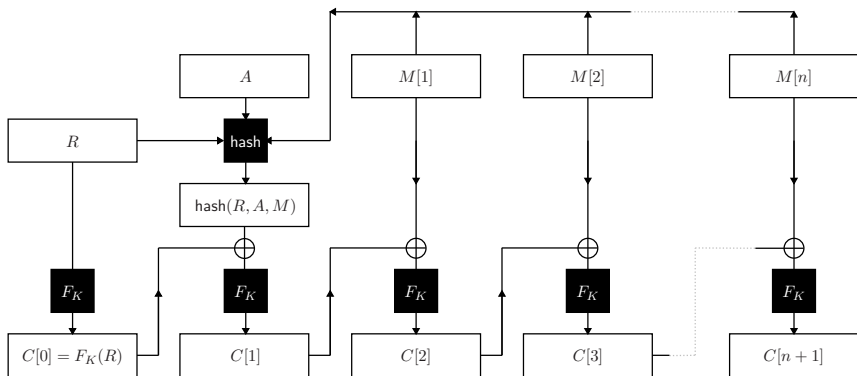 A M[1] M[2] M[n]
R hash
hash(R, A, M)
F_K F_K F_K F_K F_K
C[0] = F_K(R) C[1] C[2] C[3] C[n + 1]